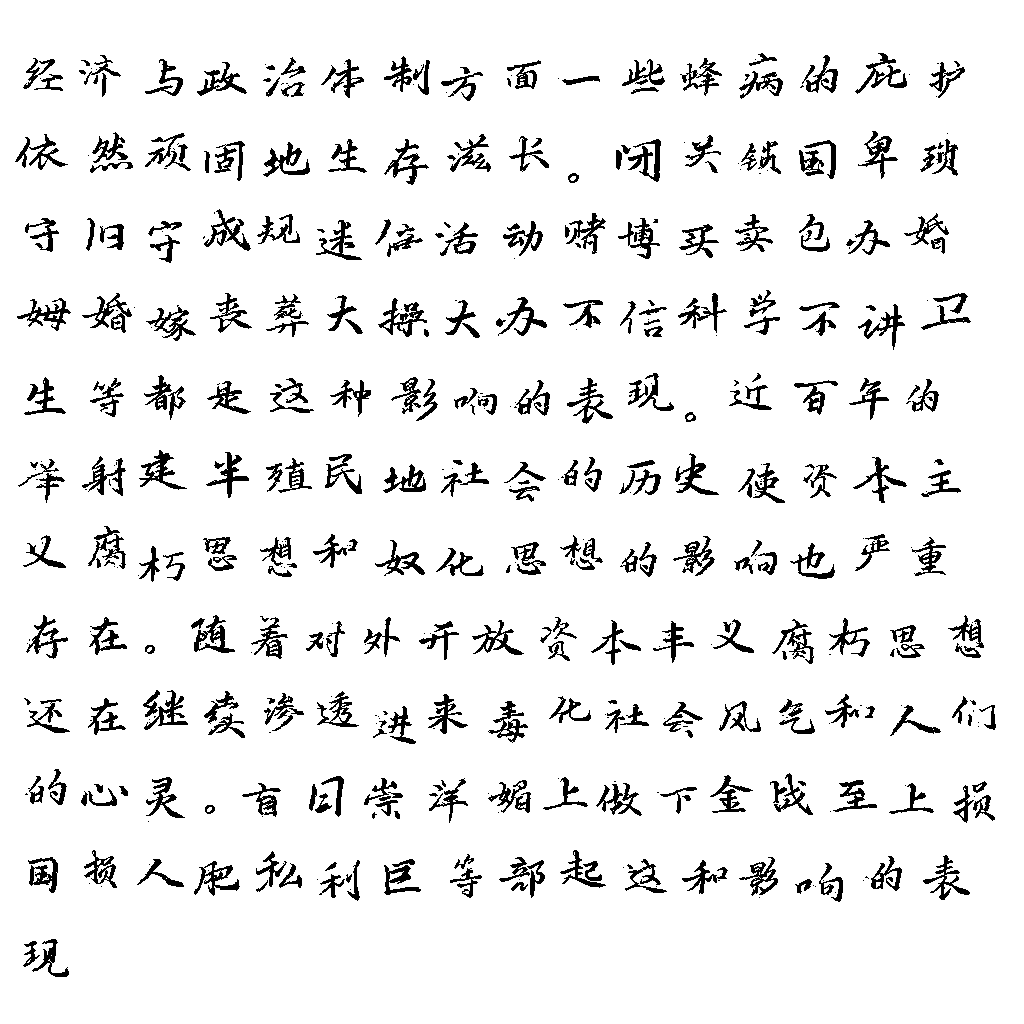 经济与政治体制方面一些蜂病的庇护
依然顽固地生存滋长。闭关锁国卑琐
守旧守成规迷倍活动赌博买卖包办婚
姆婚嫁丧葬大操大办不信科学不讲卫
生等都是这种影响的表现。近百年的
举射建半殖民地社会的历史使资本主
义腐朽思想和奴化思想的影响也严重
存在。随着对外开放资本丰义腐朽思想
还在继续渗透进来毒化社会风气和人们
的心灵。盲日崇洋媚上做下金战至上损
国损人肥私利巨等部起这和影响的表
现